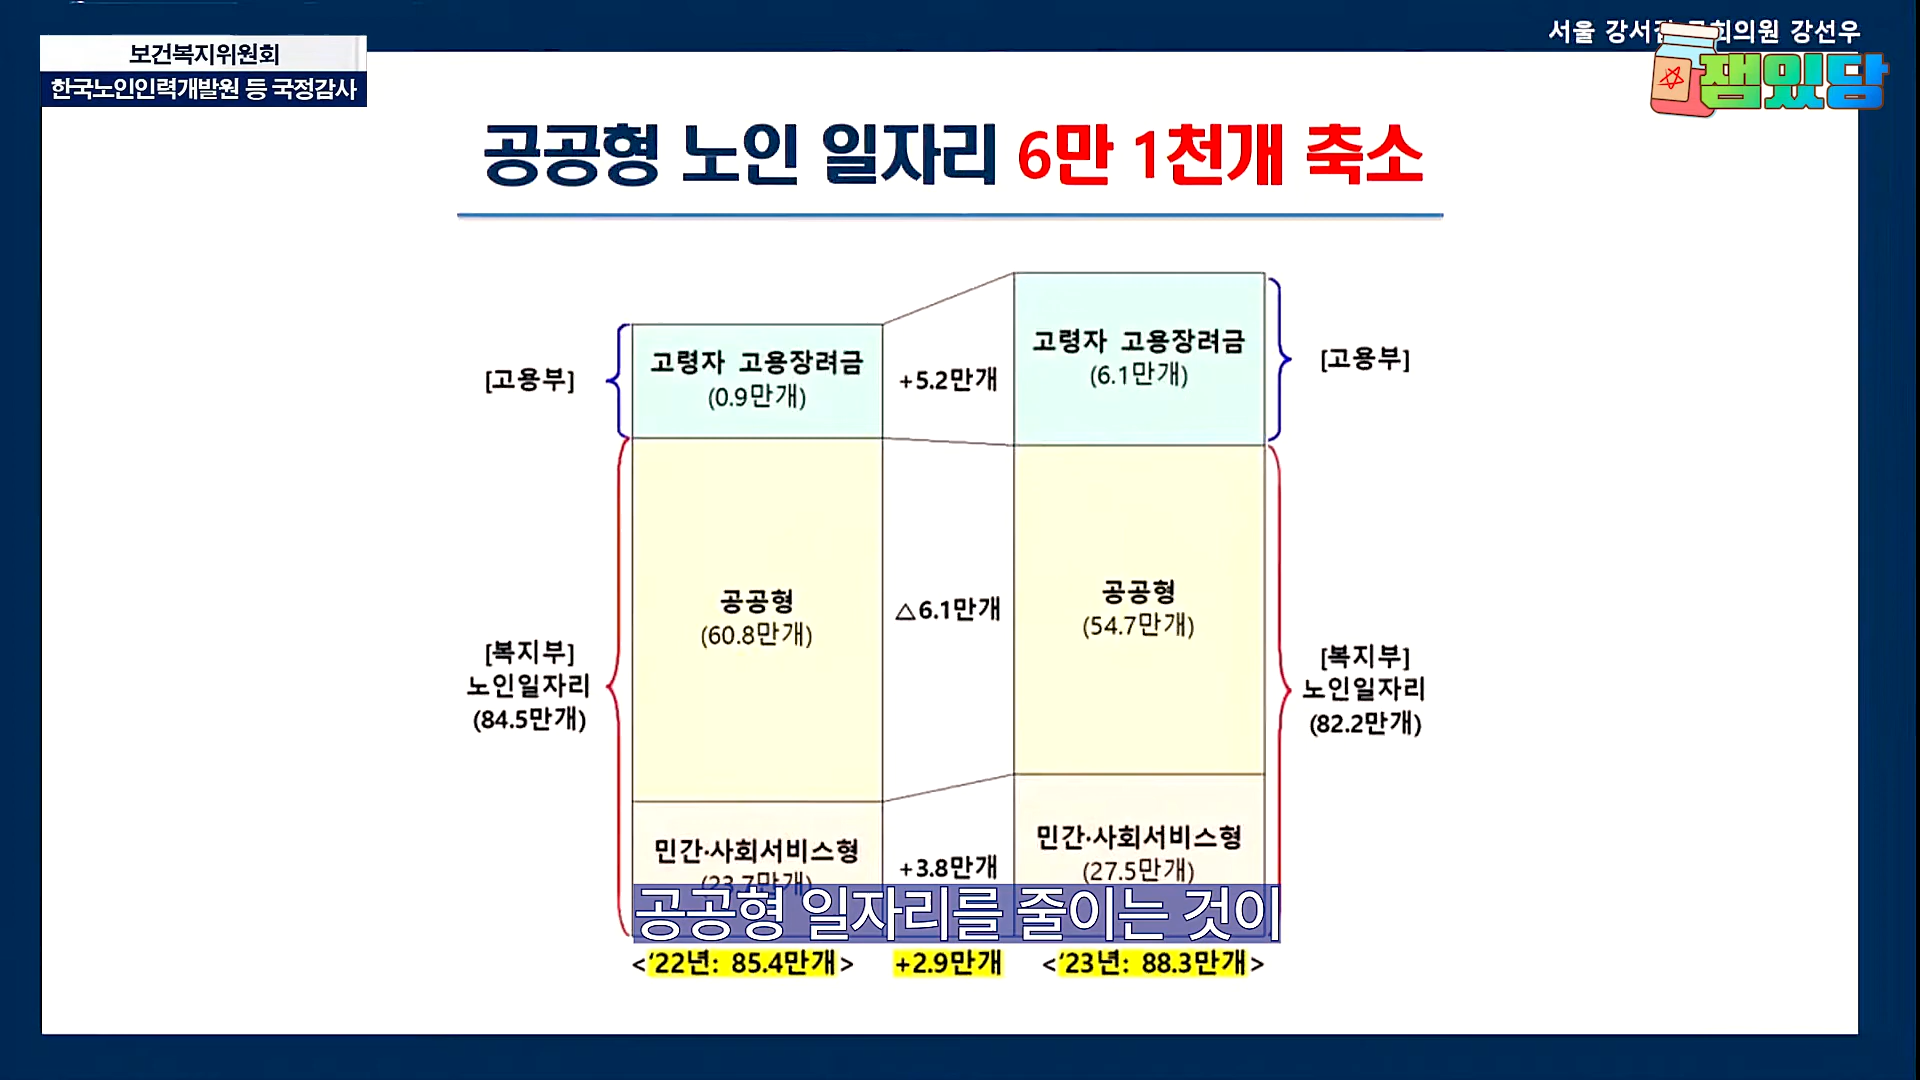 서울 강서갑 국회의원 강선우
보건복지위원회
한국노인인력개발원 등 국정감사
잼있당
공공형 노인 일자리 6만 1천개 축소
[고용부]
고령자 고용장려금
(0.9만개)
+5.2만개
고령자 고용장려금
(6.1만개)
[고용부]
[복지부]
노인일자리
(84.5만개)
공공형
(60.8만개)
△6.1만개
공공형
(54.7만개)
[복지부]
노인일자리
(82.2만개)
민간·사회서비스형
(23.7만개)
+3.8만개
민간·사회서비스형
(27.5만개)
공공형 일자리를 줄이는 것이
<‘22년: 85.4만개>
+2.9만개
<‘23년: 88.3만개>